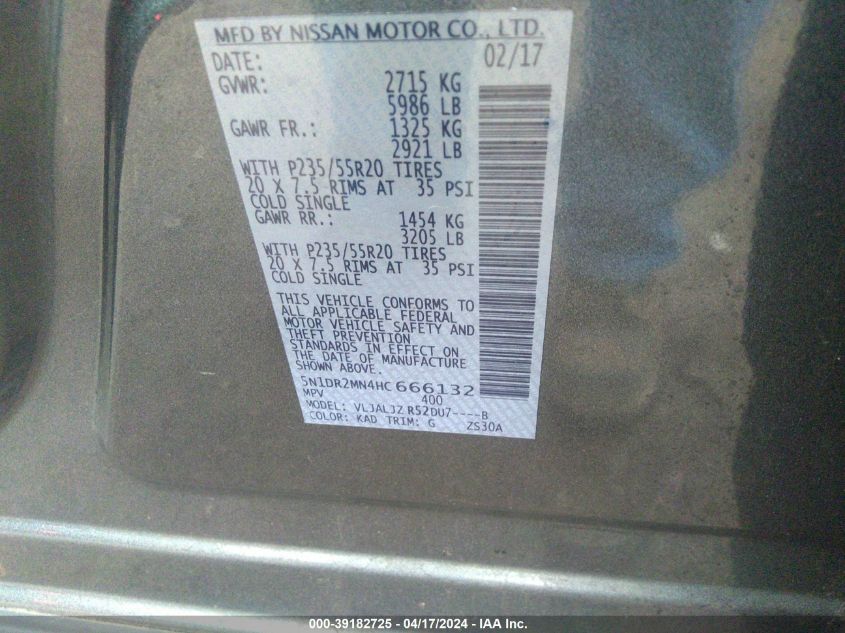 MFD BY NISSAN MOTOR CO., LTD.
DATE: 02/17
GVWR: 2715 KG
5986 LB
GAWR FR.: 1325 KG
2921 LB
WITH P235/55R20 TIRES
20 X 7.5 RIMS AT 35 PSI
COLD SINGLE
GAWR RR.: 1454 KG
3205 LB
WITH P235/55R20 TIRES
20 X 7.5 RIMS AT 35 PSI
COLD SINGLE
THIS VEHICLE CONFORMS TO
ALL APPLICABLE FEDERAL
MOTOR VEHICLE SAFETY AND
THEFT PREVENTION
STANDARDS IN EFFECT ON
THE DATE OF MANUFACTURE
SHOWN ABOVE.
5N1DR2MN4HC666132
MPV 400
MODEL: VLJALJZ R52DU7----B
COLOR: KAD TRIM: G ZS30A
000-39182725 - 04/17/2024 - IAA Inc.